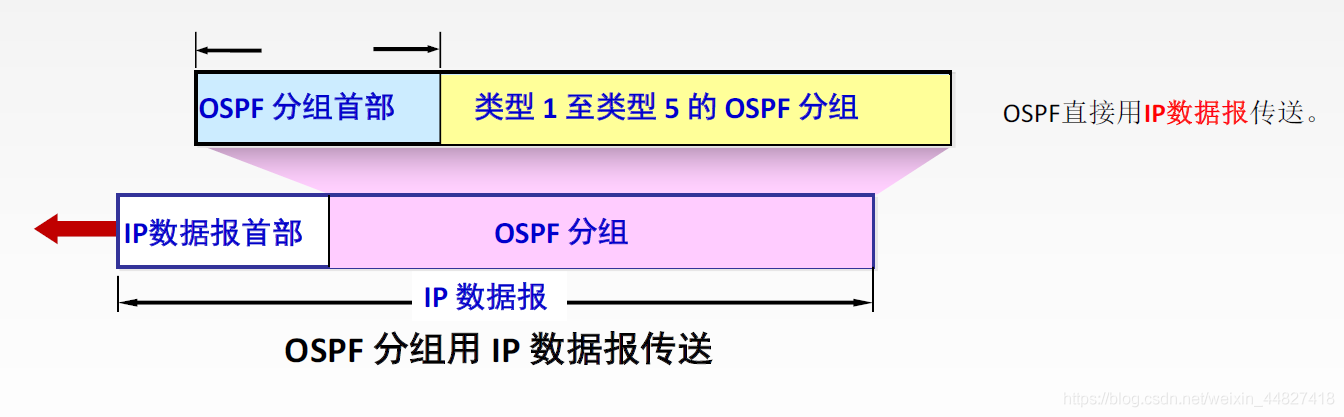 OSPF 分组首部
类型 1 至类型 5 的 OSPF 分组
OSPF直接用IP数据报传送。
IP数据报首部
OSPF 分组
IP 数据报
OSPF 分组用 IP 数据报传送
https://blog.csdn.net/weixin_44827418